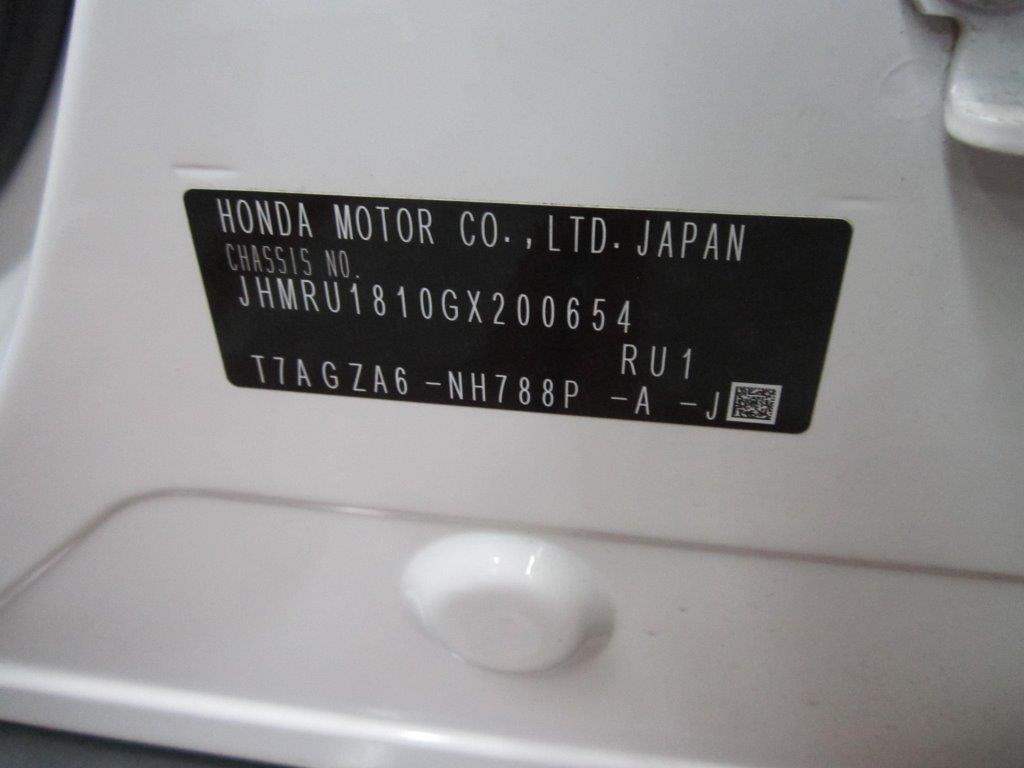 HONDA MOTOR CO.,LTD. JAPAN
CHASSIS NO.
JHMRU1810GX200654
RU1
T7AGZA6 -NH788P -A -J